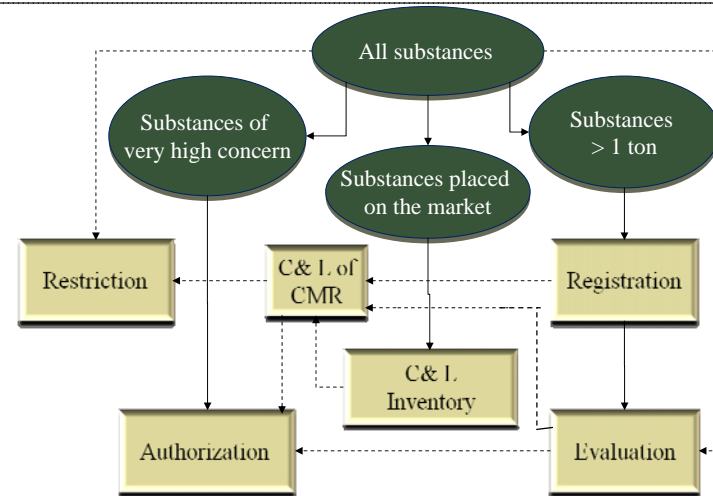 All substances
Substances of
very high concern
Substances
> 1 ton
Substances placed
on the market
Restriction
C& L of
CMR
Registration
C& L
Inventory
Authorization
Evaluation